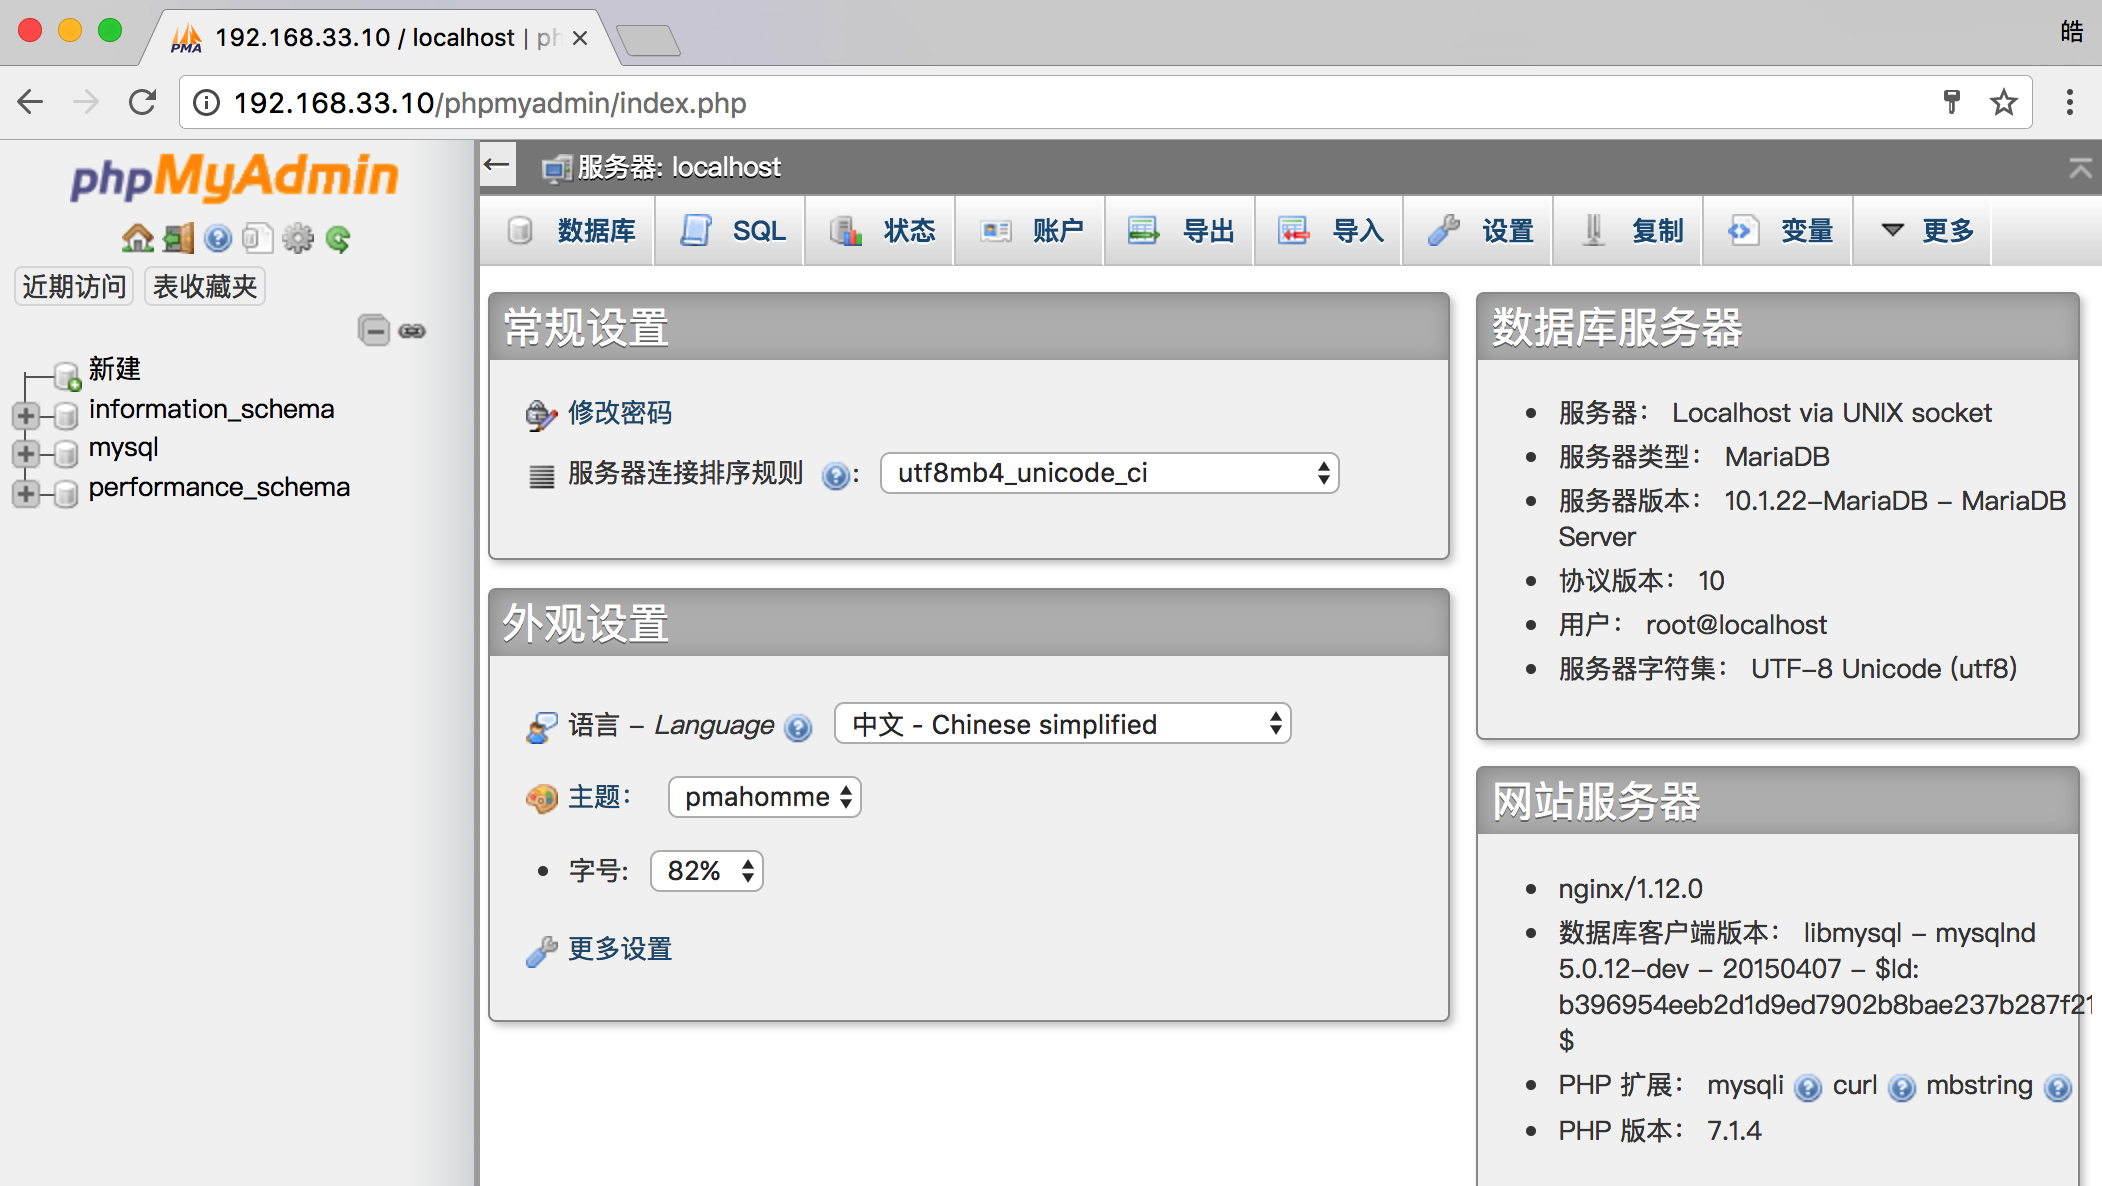 192.168.33.10 / localhost | ph
皓
192.168.33.10/phpmyadmin/index.php
phpMyAdmin
近期访问 表收藏夹
新建
information_schema
mysql
performance_schema
服务器: localhost
数据库 SQL 状态 账户 导出 导入 设置 复制 变量 更多
常规设置
修改密码
服务器连接排序规则 : utf8mb4_unicode_ci
外观设置
语言 - Language 中文 - Chinese simplified
主题： pmahomme
字号: 82%
更多设置
数据库服务器
服务器： Localhost via UNIX socket
服务器类型： MariaDB
服务器版本： 10.1.22-MariaDB - MariaDB
Server
协议版本： 10
用户： root@localhost
服务器字符集： UTF-8 Unicode (utf8)
网站服务器
nginx/1.12.0
数据库客户端版本： libmysql - mysqlnd
5.0.12-dev - 20150407 - $Id:
b396954eeb2d1d9ed7902b8bae237b287f21
$
PHP 扩展： mysqli curl mbstring
PHP 版本： 7.1.4